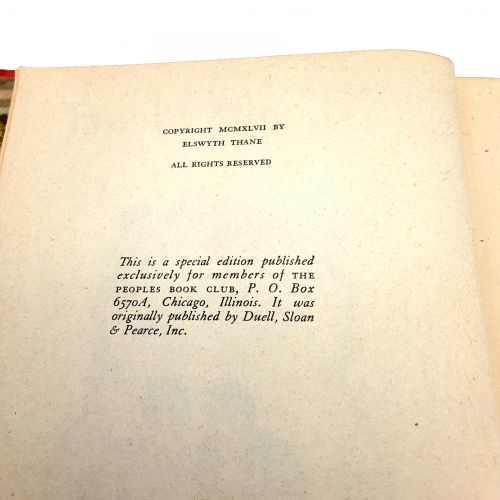 COPYRIGHT MCMXLVII BY
ELSWYTH THANE
ALL RIGHTS RESERVED
This is a special edition published
exclusively for members of THE
PEOPLES BOOK CLUB, P. O. Box
6570A, Chicago, Illinois. It was
originally published by Duell, Sloan
& Pearce, Inc.